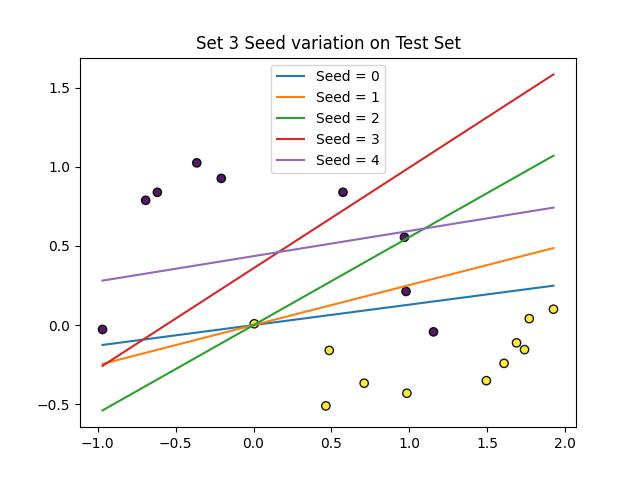 Set 3 Seed variation on Test Set
Seed = 0
Seed = 1
Seed = 2
Seed = 3
Seed = 4
1.5
1.0
0.5
0.0
−0.5
−1.0
−0.5
0.0
0.5
1.0
1.5
2.0